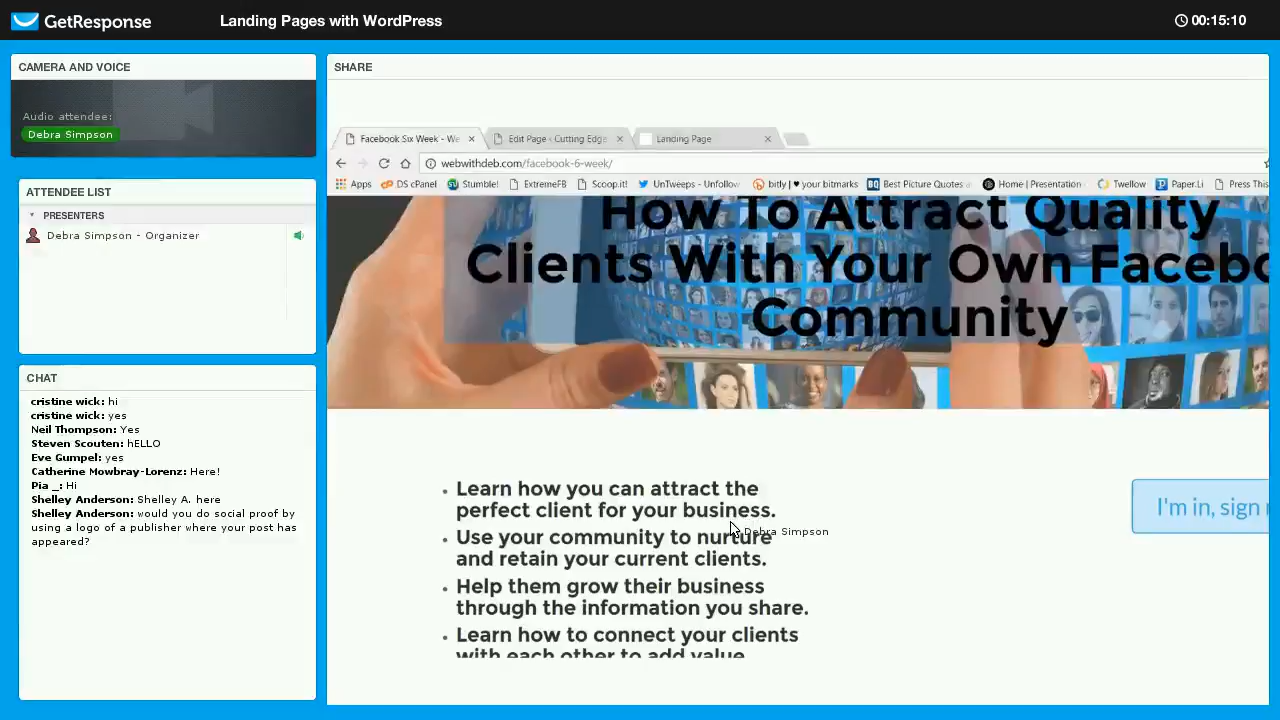 GetResponse
Landing Pages with WordPress
00:15:10
CAMERA AND VOICE
Audio attendee:
Debra Simpson
ATTENDEE LIST
PRESENTERS
Debra Simpson - Organizer
CHAT
cristine wick: hi
cristine wick: yes
Neil Thompson: Yes
Steven Scouten: hELLO
Eve Gumpel: yes
Catherine Mowbray-Lorenz: Here!
Pia _: Hi
Shelley Anderson: Shelley A. here
Shelley Anderson: would you do social proof by
using a logo of a publisher where your post has
appeared?
SHARE
Facebook Six Week - We
Edit Page ‹ Cutting Edge
Landing Page
webwithdeb.com/facebook-6-week/
Apps
DS cPanel
Stumble!
ExtremeFB
Scoop.it!
UnTweeps - Unfollow
bitly | ♥ your bitmarks
Best Picture Quotes a
Home | Presentation
Twellow
Paper.Li
Press This
How To Attract Quality
Clients With Your Own Facebo
Community
• Learn how you can attract the
perfect client for your business.
• Use your community to nurture
and retain your current clients.
• Help them grow their business
through the information you share.
• Learn how to connect your clients
with each other to add value
Debra Simpson
I'm in, sign